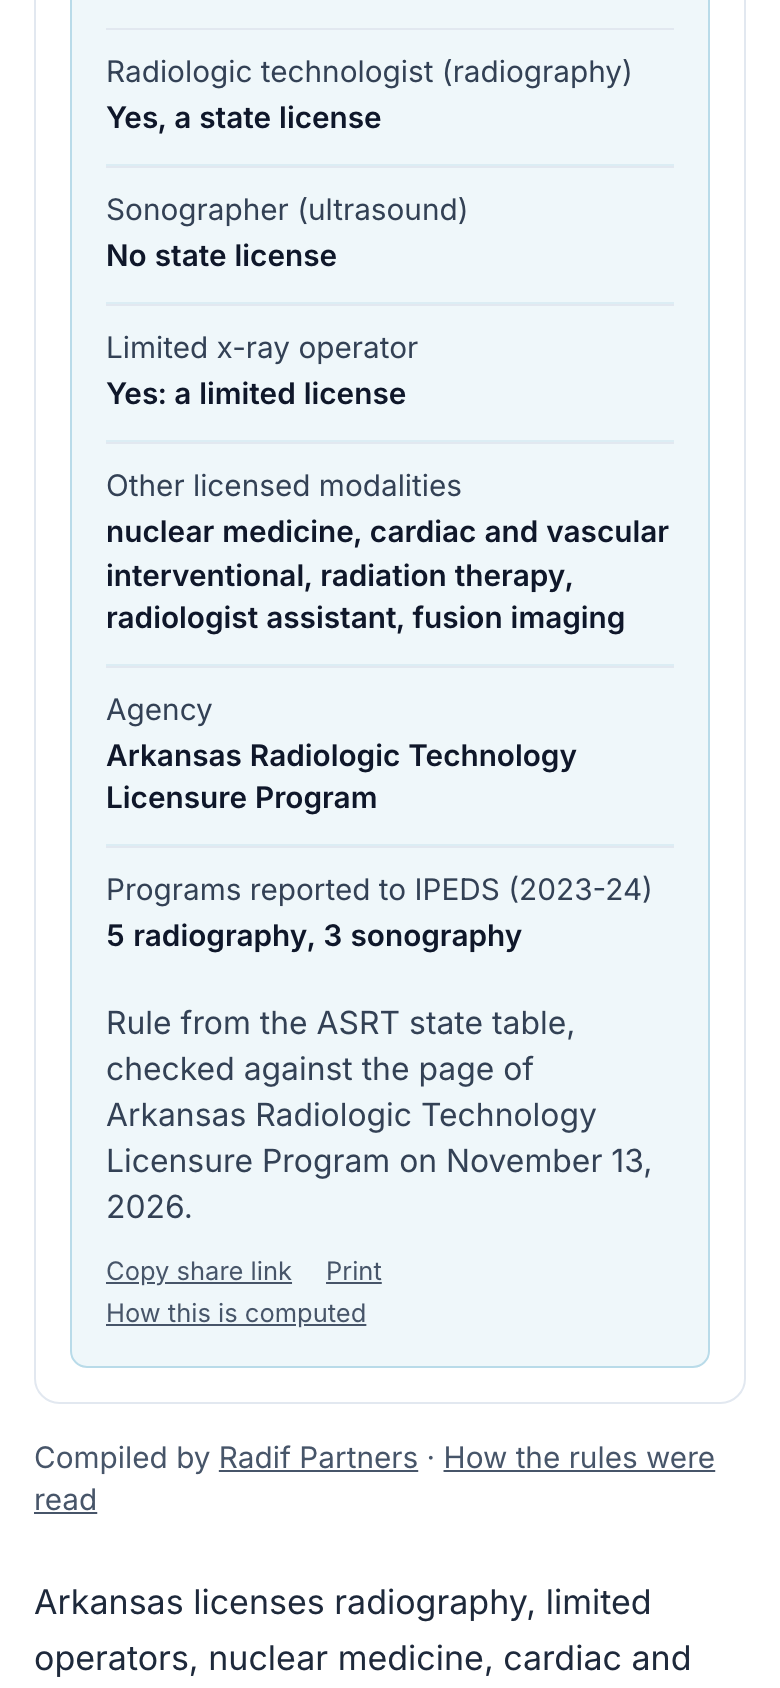 Radiologic technologist (radiography)
Yes, a state license
Sonographer (ultrasound)
No state license
Limited x-ray operator
Yes: a limited license
Other licensed modalities
nuclear medicine, cardiac and vascular
interventional, radiation therapy,
radiologist assistant, fusion imaging
Agency
Arkansas Radiologic Technology
Licensure Program
Programs reported to IPEDS (2023-24)
5 radiography, 3 sonography
Rule from the ASRT state table,
checked against the page of
Arkansas Radiologic Technology
Licensure Program on November 13,
2026.
Copy share link Print
How this is computed
Compiled by Radif Partners · How the rules were
read
Arkansas licenses radiography, limited
operators, nuclear medicine, cardiac and